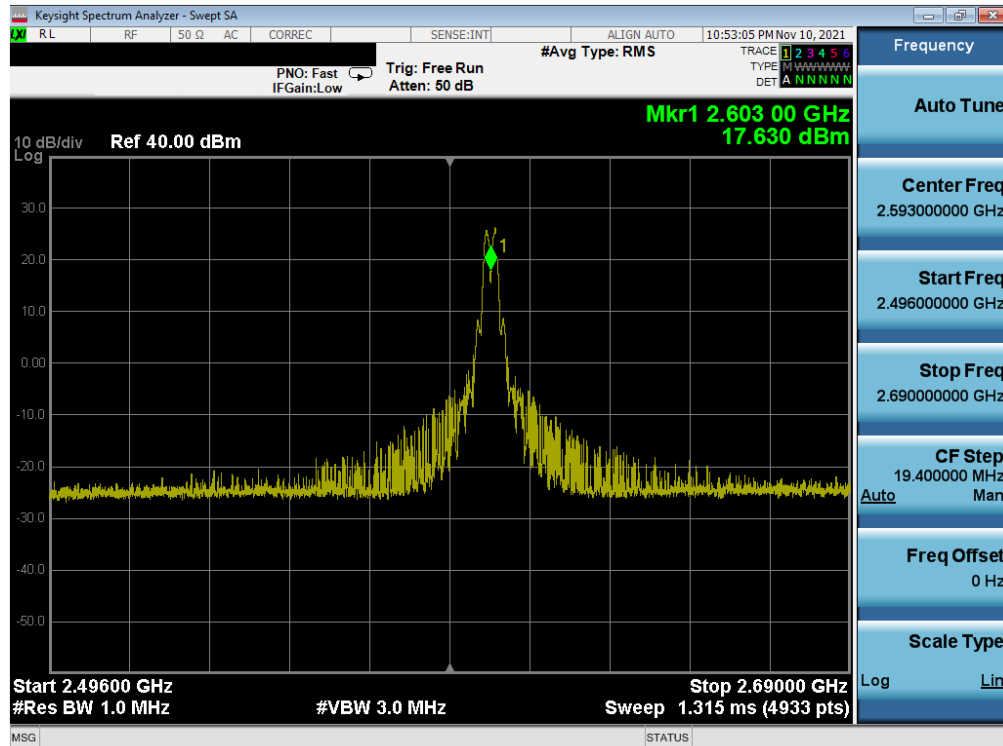 Keysight Spectrum Analyzer - Swept SA
LXI RL RF 50 Ω AC CORREC SENSE:INT ALIGN AUTO 10:53:05 PM Nov 10, 2021
PNO: Fast
IFGain:Low
Trig: Free Run
Atten: 50 dB
#Avg Type: RMS
TRACE 1 2 3 4 5 6
TYPE M WWWWW
DET A N N N N N
Mkr1 2.603 00 GHz
17.630 dBm
10 dB/div Ref 40.00 dBm
Log
30.0
20.0
10.0
0.00
-10.0
-20.0
-30.0
-40.0
-50.0
1
Start 2.49600 GHz Stop 2.69000 GHz
#Res BW 1.0 MHz #VBW 3.0 MHz Sweep 1.315 ms (4933 pts)
MSG STATUS
Frequency
Auto Tune
Center Freq
2.593000000 GHz
Start Freq
2.496000000 GHz
Stop Freq
2.690000000 GHz
CF Step
19.400000 MHz
Auto Man
Freq Offset
0 Hz
Scale Type
Log Lin